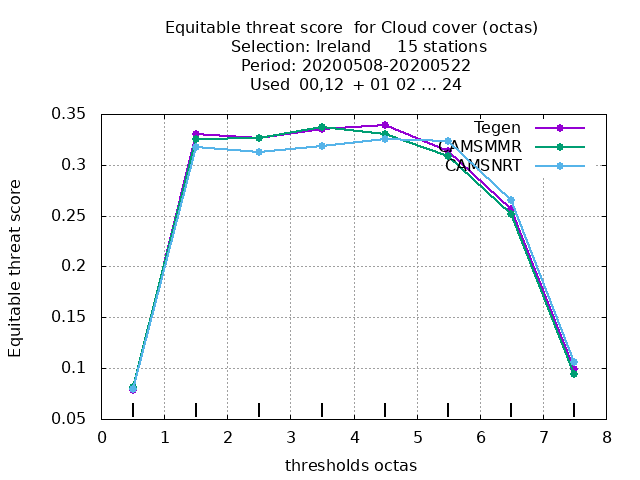 Equitable threat score  for Cloud cover (octas)
Selection: Ireland     15 stations
Period: 20200508-20200522
Used  00,12  + 01 02 ... 24
Equitable threat score
0.35
0.3
0.25
0.2
0.15
0.1
0.05
Tegen
CAMSMMR
CAMSNRT
0 1 2 3 4 5 6 7 8
thresholds octas